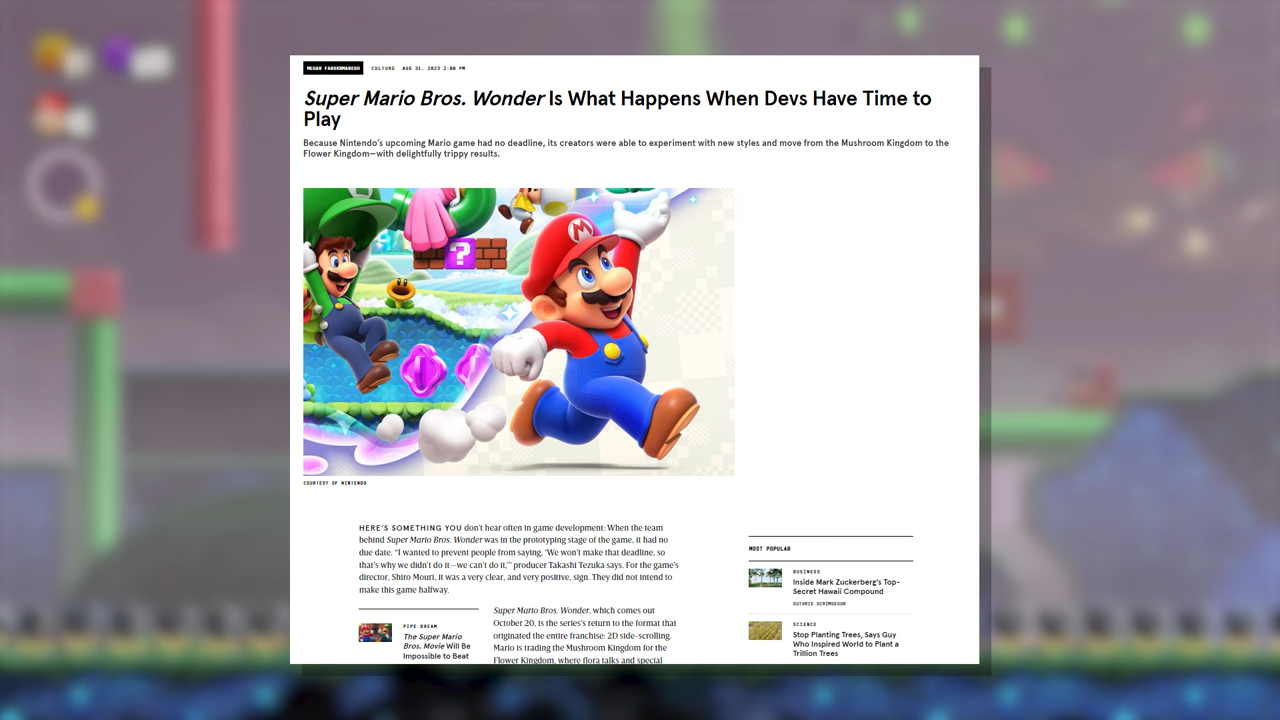 MEGAN FAROKHMANESH CULTURE AUG 31, 2023 2:00 PM
Super Mario Bros. Wonder Is What Happens When Devs Have Time to
Play
Because Nintendo's upcoming Mario game had no deadline, its creators were able to experiment with new styles and move from the Mushroom Kingdom to the
Flower Kingdom—with delightfully trippy results.
M
?
COURTESY OF NINTENDO
HERE'S SOMETHING YOU don't hear often in game development: When the team
behind Super Mario Bros. Wonder was in the prototyping stage of the game, it had no
due date. “I wanted to prevent people from saying, ‘We won't make that deadline, so
that's why we didn't do it—we can't do it,’” producer Takashi Tezuka says. For the game's
director, Shiro Mouri, it was a very clear, and very positive, sign. They did not intend to
make this game halfway.
PIPE DREAM
The Super Mario
Bros. Movie Will Be
Impossible to Beat
Super Mario Bros. Wonder, which comes out
October 20, is the series's return to the format that
originated the entire franchise: 2D side-scrolling.
Mario is trading the Mushroom Kingdom for the
Flower Kingdom, where flora talks and special
MOST POPULAR
BUSINESS
Inside Mark Zuckerberg's Top-
Secret Hawaii Compound
GUTHRIE SCRIMGEOUR
SCIENCE
Stop Planting Trees, Says Guy
Who Inspired World to Plant a
Trillion Trees